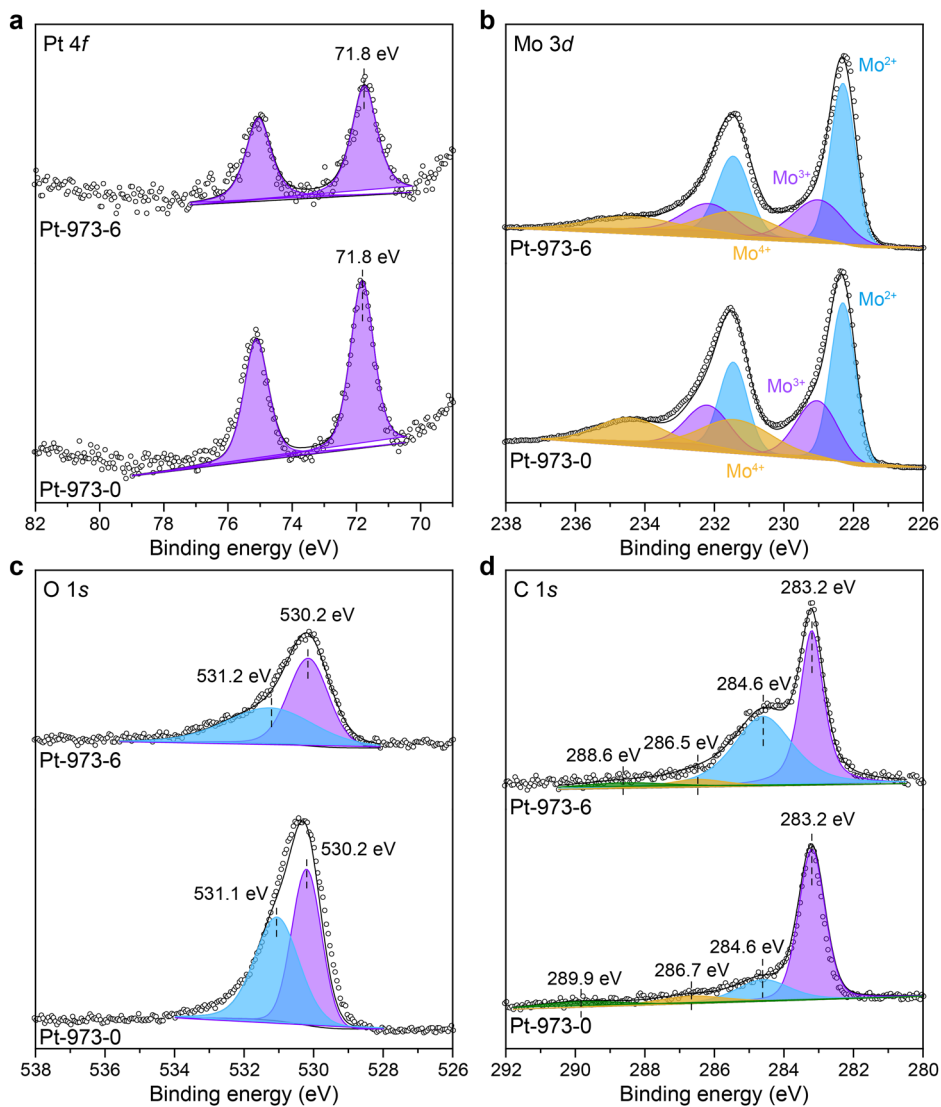 a
Pt 4f
71.8 eV
Pt-973-6
71.8 eV
Pt-973-0
82 80 78 76 74 72 70
Binding energy (eV)
b
Mo 3d
Mo²⁺
Mo³⁺
Pt-973-6
Mo⁴⁺
Mo²⁺
Mo³⁺
Pt-973-0
Mo⁴⁺
238 236 234 232 230 228 226
Binding energy (eV)
c
O 1s
530.2 eV
531.2 eV
Pt-973-6
530.2 eV
531.1 eV
Pt-973-0
538 536 534 532 530 528 526
Binding energy (eV)
d
C 1s
283.2 eV
284.6 eV
286.5 eV
288.6 eV
Pt-973-6
283.2 eV
284.6 eV
286.7 eV
289.9 eV
Pt-973-0
292 290 288 286 284 282 280
Binding energy (eV)